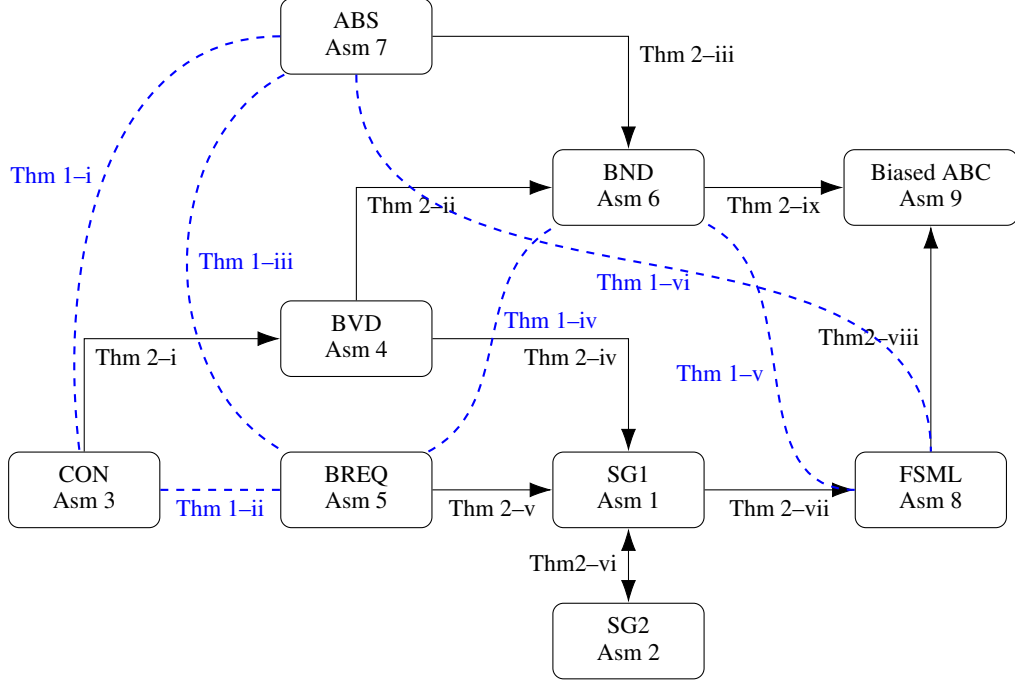 ABS
Asm 7
Thm 2–iii
Thm 1–i
BND
Asm 6
Biased ABC
Asm 9
Thm 2–ii
Thm 2–ix
Thm 1–iii
Thm 1–vi
BVD
Asm 4
Thm 1–iv
Thm2–viii
Thm 2–i
Thm 2–iv
Thm 1–v
CON
Asm 3
BREQ
Asm 5
SG1
Asm 1
FSML
Asm 8
Thm 1–ii
Thm 2–v
Thm 2–vii
Thm2–vi
SG2
Asm 2